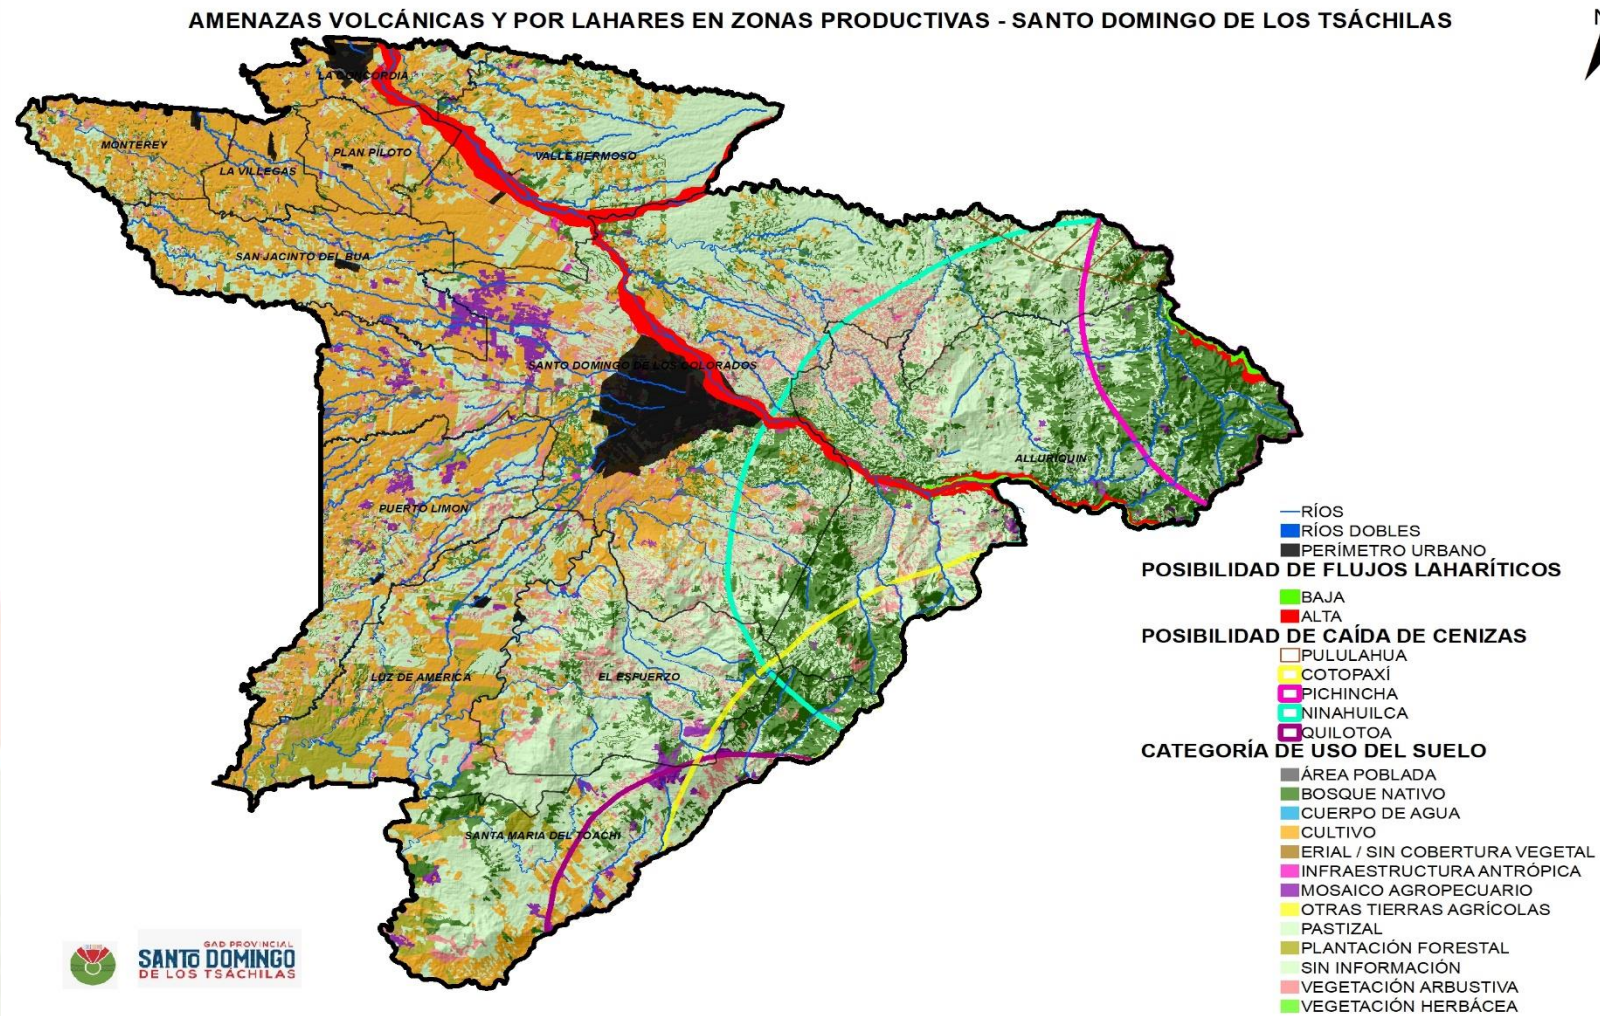 AMENAZAS VOLCÁNICAS Y POR LAHARES EN ZONAS PRODUCTIVAS - SANTO DOMINGO DE LOS TSÁCHILAS
N
LA CONCORDIA
MONTEREY
PLAN PILOTO
VALLE HERMOSO
LA VILLEGAS
SAN JACINTO DEL BUA
SANTO DOMINGO DE LOS COLORADOS
ALLURIQUIN
PUERTO LIMON
LUZ DE AMERICA
EL ESFUERZO
SANTA MARIA DEL TOACHI
RÍOS
RÍOS DOBLES
PERÍMETRO URBANO
POSIBILIDAD DE FLUJOS LAHARÍTICOS
BAJA
ALTA
POSIBILIDAD DE CAÍDA DE CENIZAS
PULULAHUA
COTOPAXÍ
PICHINCHA
NINAHUILCA
QUILOTOA
CATEGORÍA DE USO DEL SUELO
ÁREA POBLADA
BOSQUE NATIVO
CUERPO DE AGUA
CULTIVO
ERIAL / SIN COBERTURA VEGETAL
INFRAESTRUCTURA ANTRÓPICA
MOSAICO AGROPECUARIO
OTRAS TIERRAS AGRÍCOLAS
PASTIZAL
PLANTACIÓN FORESTAL
SIN INFORMACIÓN
VEGETACIÓN ARBUSTIVA
VEGETACIÓN HERBÁCEA
GAD PROVINCIAL
SANTO DOMINGO
DE LOS TSÁCHILAS